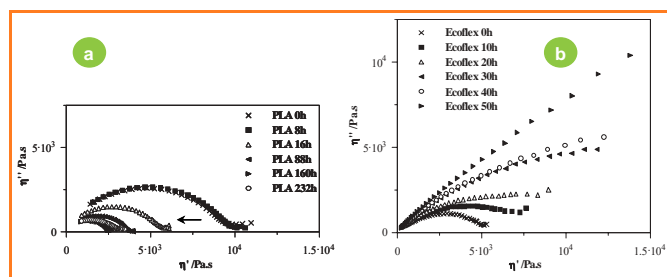 a
PLA 0h
PLA 8h
PLA 16h
PLA 88h
PLA 160h
PLA 232h
5·10³
0
η''/Pa.s
0
5·10³
10⁴
1.5·10⁴
η'/Pa.s
b
Ecoflex 0h
Ecoflex 10h
Ecoflex 20h
Ecoflex 30h
Ecoflex 40h
Ecoflex 50h
10⁴
5·10³
0
η''/Pa.s
0
5·10³
10⁴
1.5·10⁴
η'/Pa.s